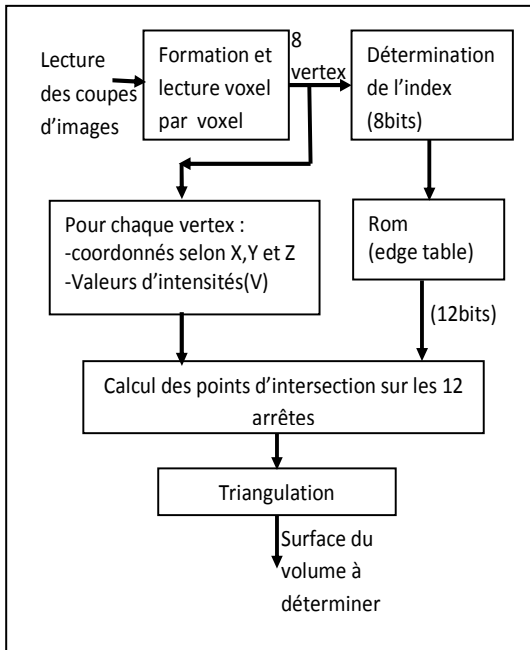 Lecture
des coupes
d'images
Formation et
lecture voxel
par voxel
8
vertex
Détermination
de l'index
(8bits)
Pour chaque vertex :
-coordonnés selon X,Y et Z
-Valeurs d'intensités(V)
Rom
(edge table)
(12bits)
Calcul des points d'intersection sur les 12
arrêtes
Triangulation
Surface du
volume à
déterminer